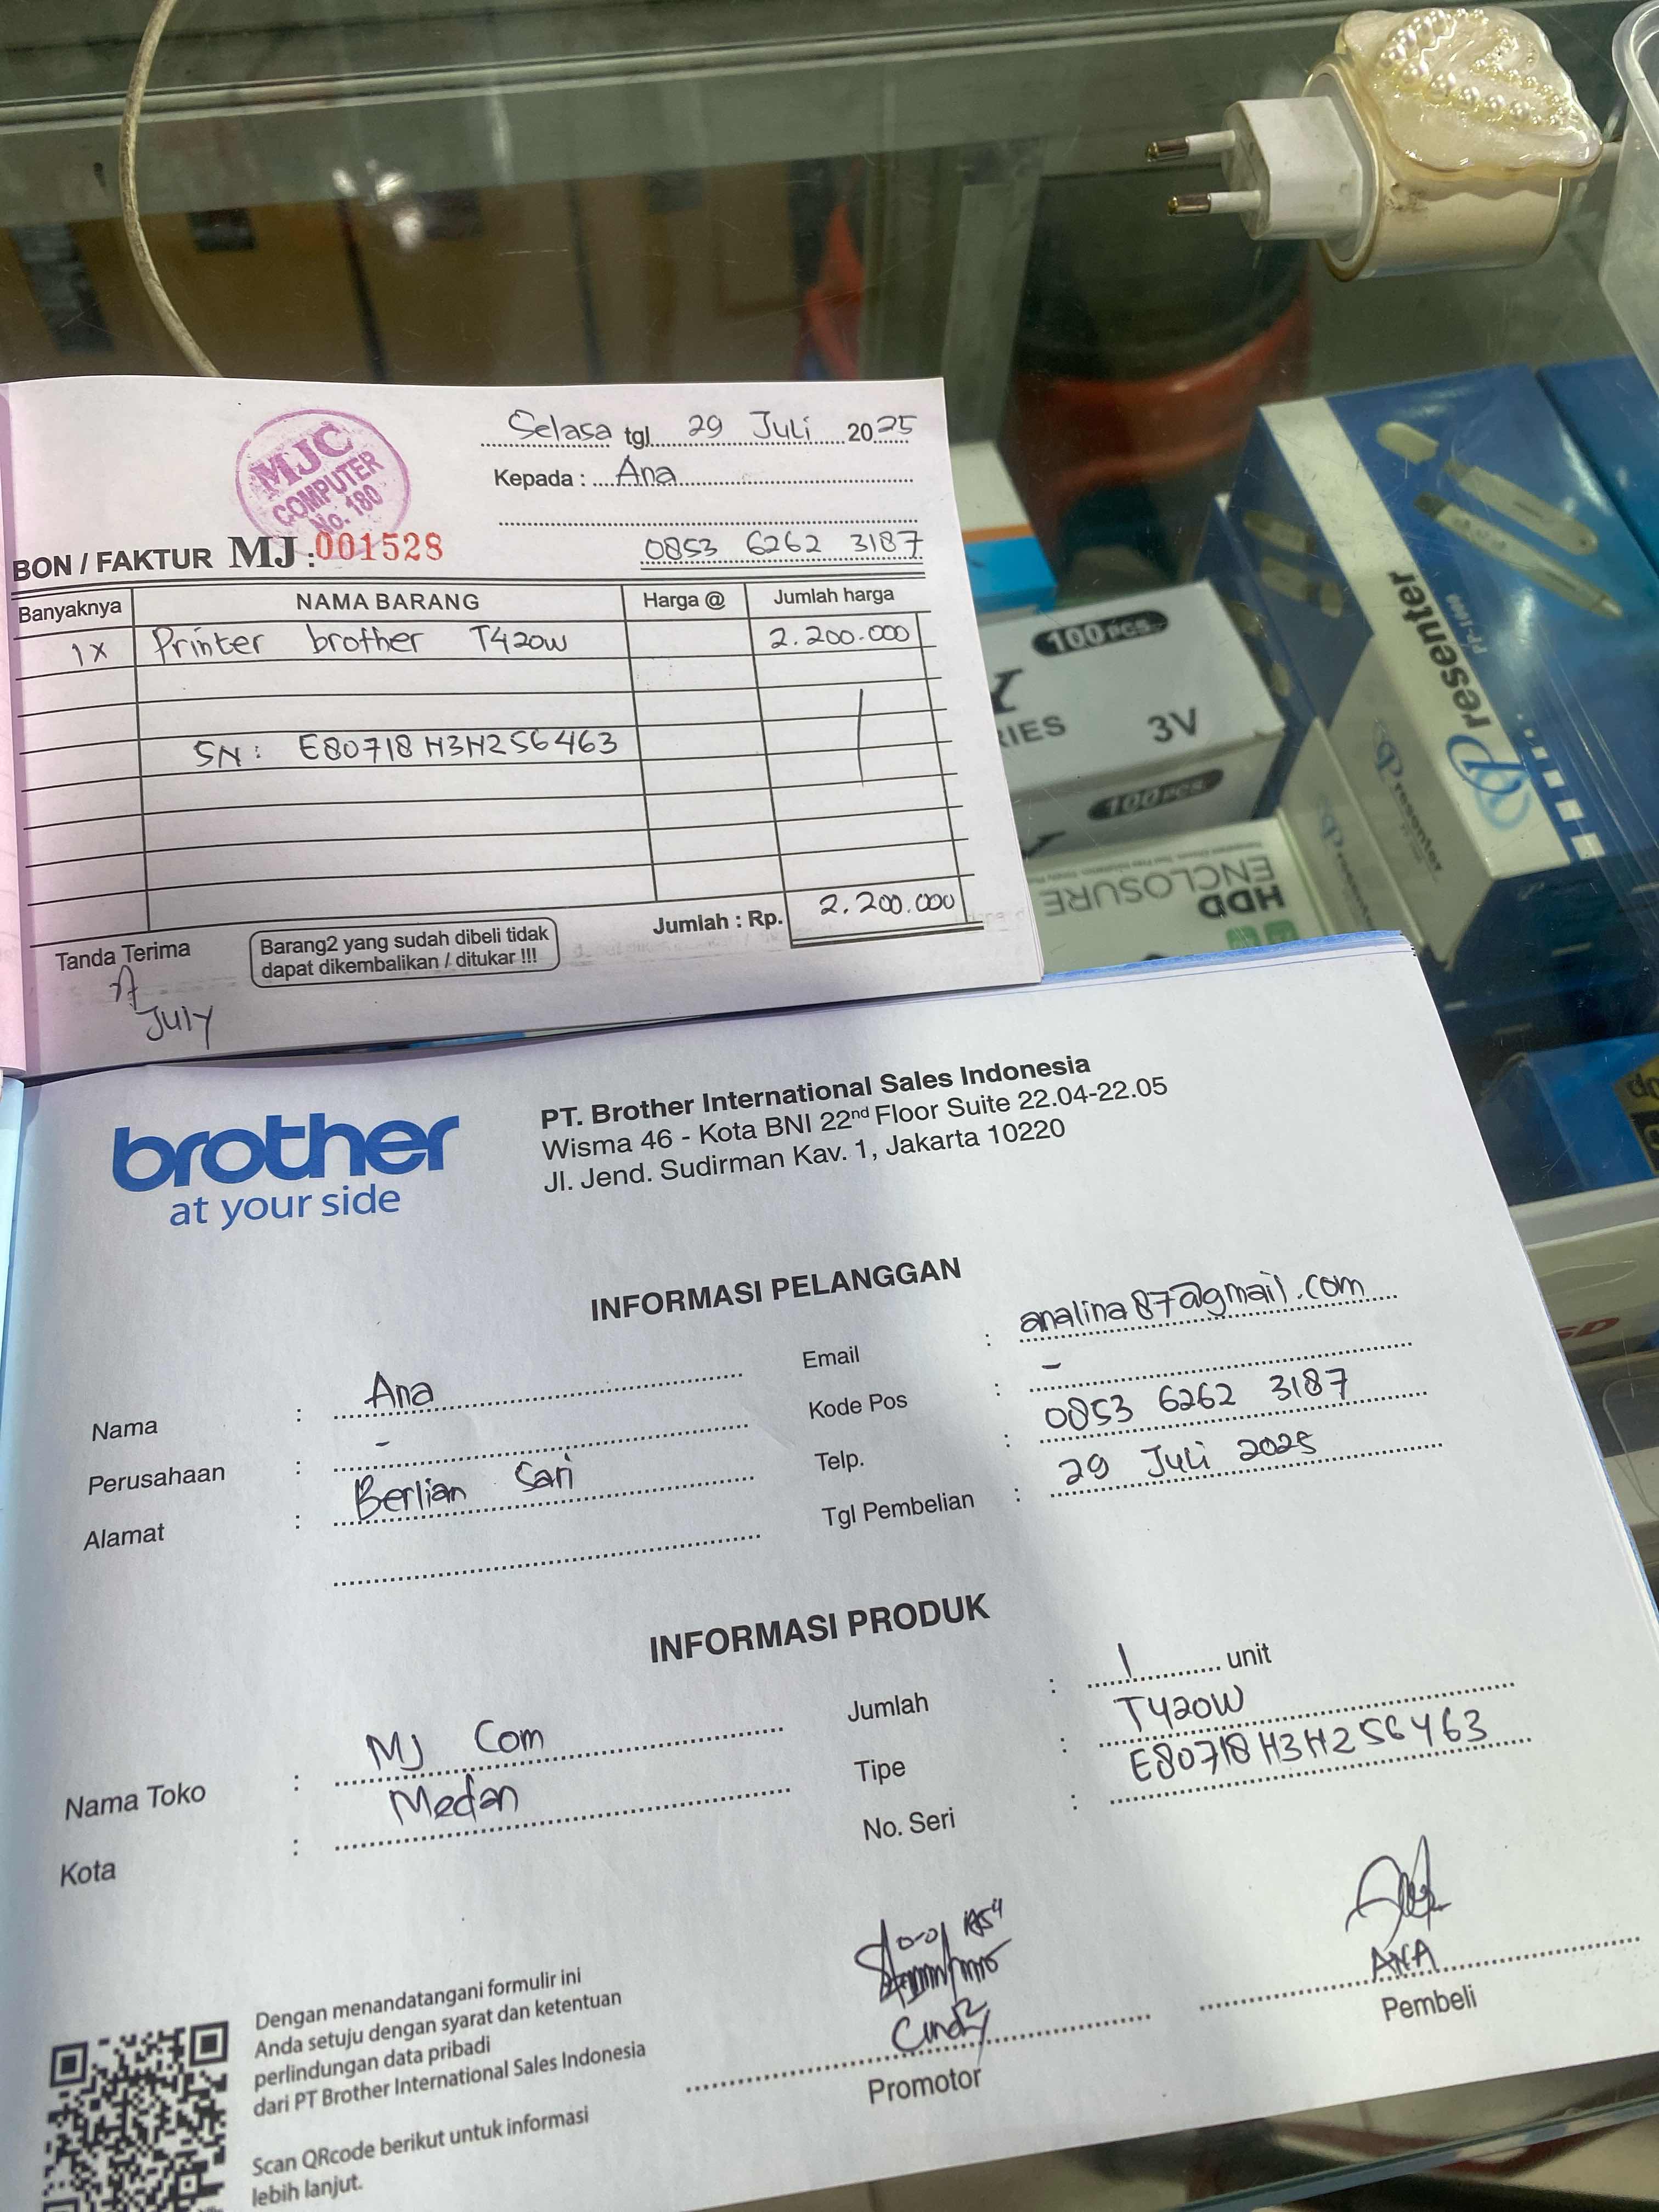 Selasa tgl 29 Juli 2025
Kepada : Ana
MJC
COMPUTER
No. 180
BON / FAKTUR MJ :001528
0853 6262 3187
Banyaknya NAMA BARANG Harga @ Jumlah harga
1x Printer brother T420W 2.200.000
SN : E80718H3H256463
Jumlah : Rp. 2.200.000
Tanda Terima
Barang2 yang sudah dibeli tidak
dapat dikembalikan / ditukar !!!
July
100 PCS.
RIES 3V
100 PCS.
HDD
ENCLOSURE
Presenter
PP-1000
Presenter
Presenter
brother
at your side
PT. Brother International Sales Indonesia
Wisma 46 - Kota BNI 22nd Floor Suite 22.04-22.05
Jl. Jend. Sudirman Kav. 1, Jakarta 10220
INFORMASI PELANGGAN
Nama : Ana
Perusahaan : -
Alamat : Berlian Sari
Email : analina87@gmail.com
Kode Pos : -
Telp. : 0853 6262 3187
Tgl Pembelian : 29 Juli 2025
INFORMASI PRODUK
Nama Toko : MJ Com
Kota : Medan
Jumlah : 1 unit
Tipe : T420W
No. Seri : E80718H3H256463
Cindy
Promotor
ANA
Pembeli
Dengan menandatangani formulir ini
Anda setuju dengan syarat dan ketentuan
perlindungan data pribadi
dari PT Brother International Sales Indonesia
Scan QRcode berikut untuk informasi
lebih lanjut.